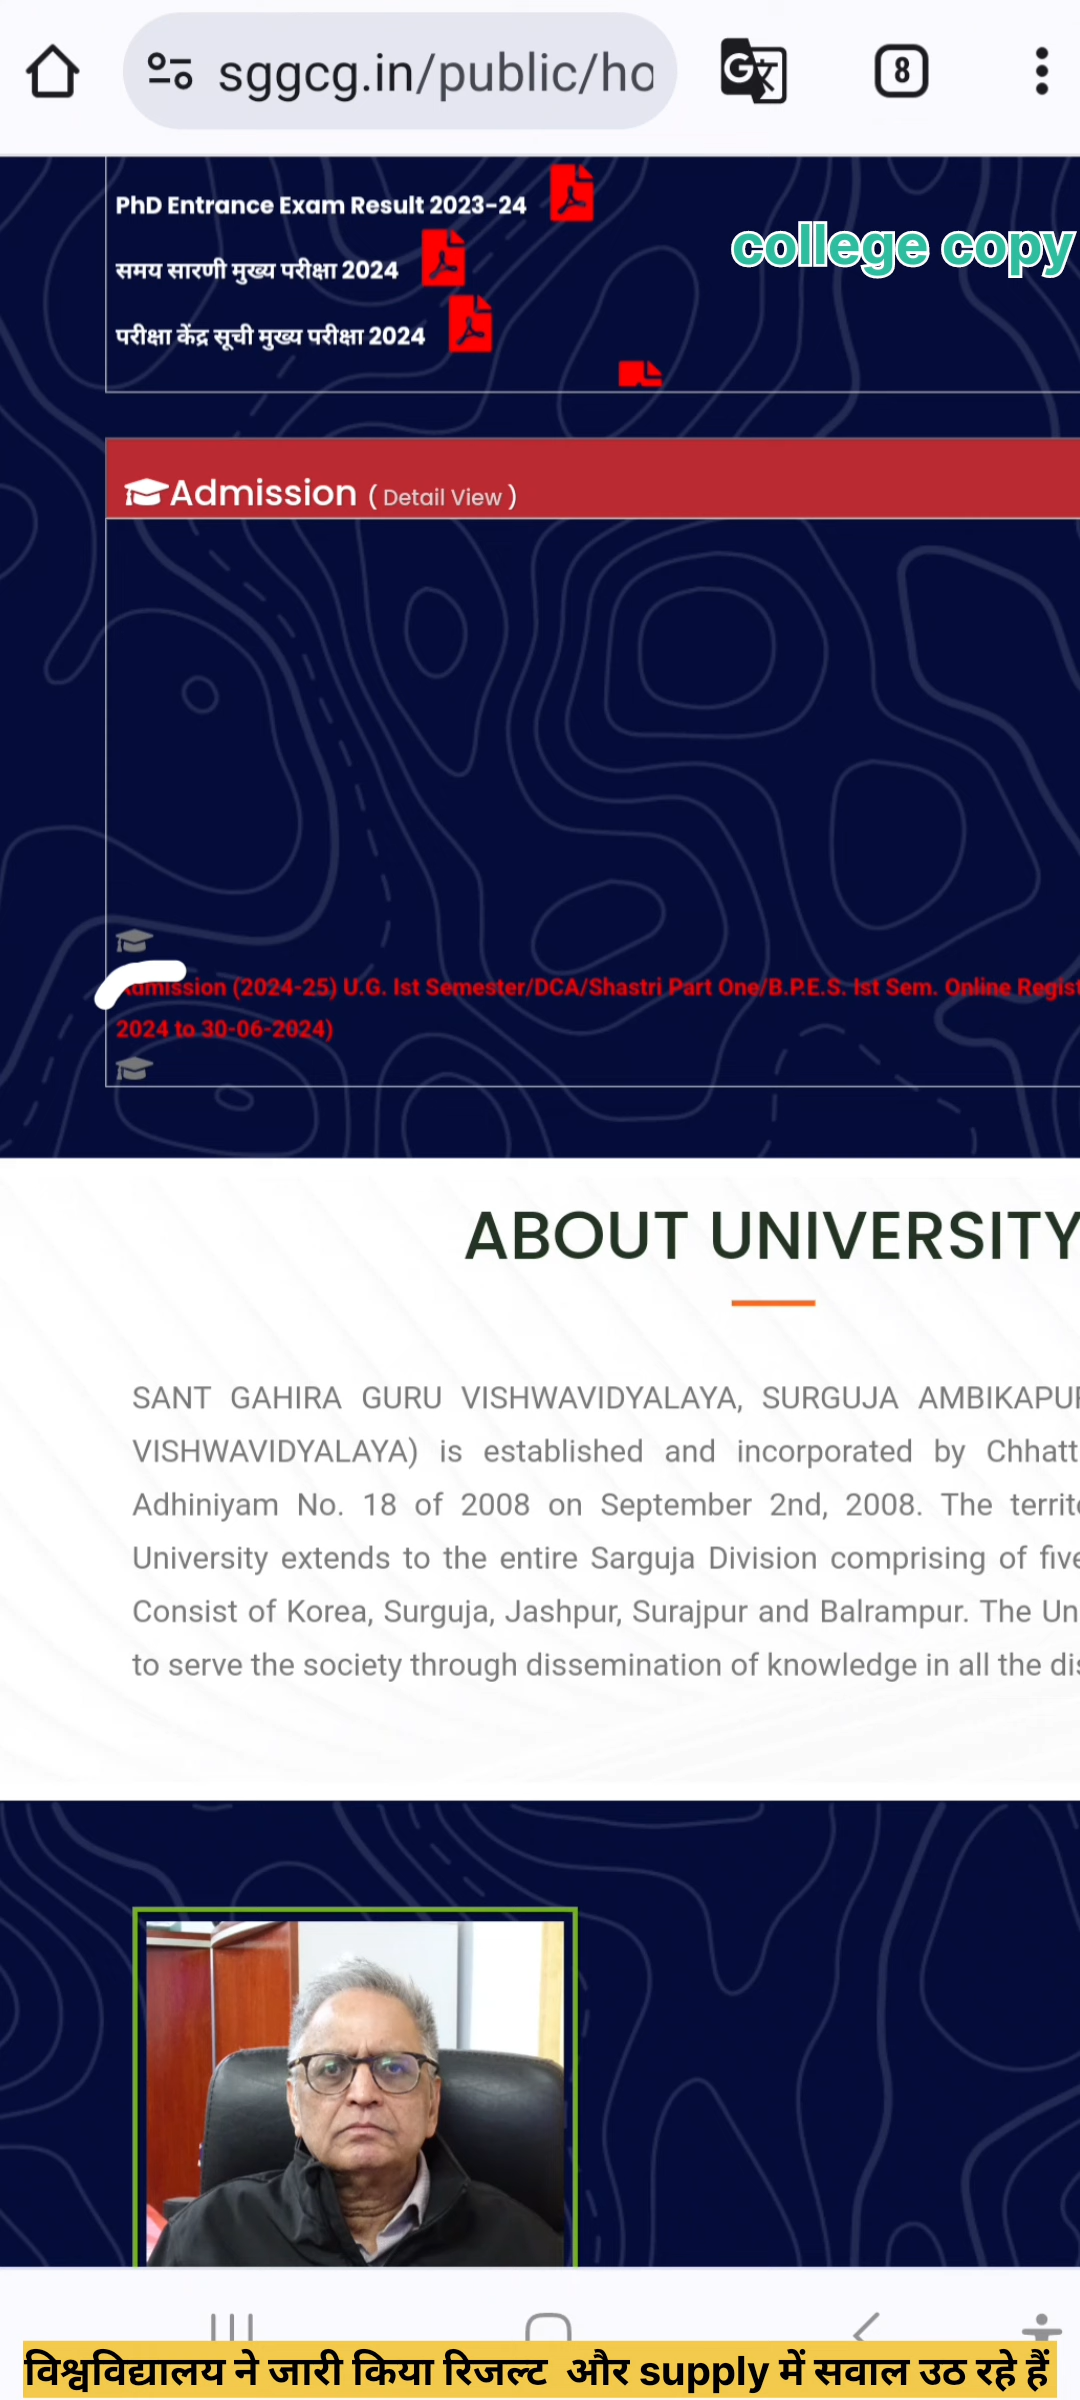 sggcg.in/public/ho
8
PhD Entrance Exam Result 2023-24
college copy
समय सारणी मुख्य परीक्षा 2024
परीक्षा केंद्र सूची मुख्य परीक्षा 2024
Admission ( Detail View )
(2024-25) U.G. Ist Semester/DCA/Shastri Part One/B.P.E.S. Ist Sem. Online
2024 to 30-06-2024)
ABOUT UNIVERSITY
SANT GAHIRA GURU VISHWAVIDYALAYA, SURGUJA AMBIKAPUR
VISHWAVIDYALAYA) is established and incorporated by Chhatt
Adhiniyam No. 18 of 2008 on September 2nd, 2008. The territo
University extends to the entire Sarguja Division comprising of five
Consist of Korea, Surguja, Jashpur, Surajpur and Balrampur. The Un
to serve the society through dissemination of knowledge in all the dis
विश्वविद्यालय ने जारी किया रिजल्ट और supply में सवाल उठ रहे हैं